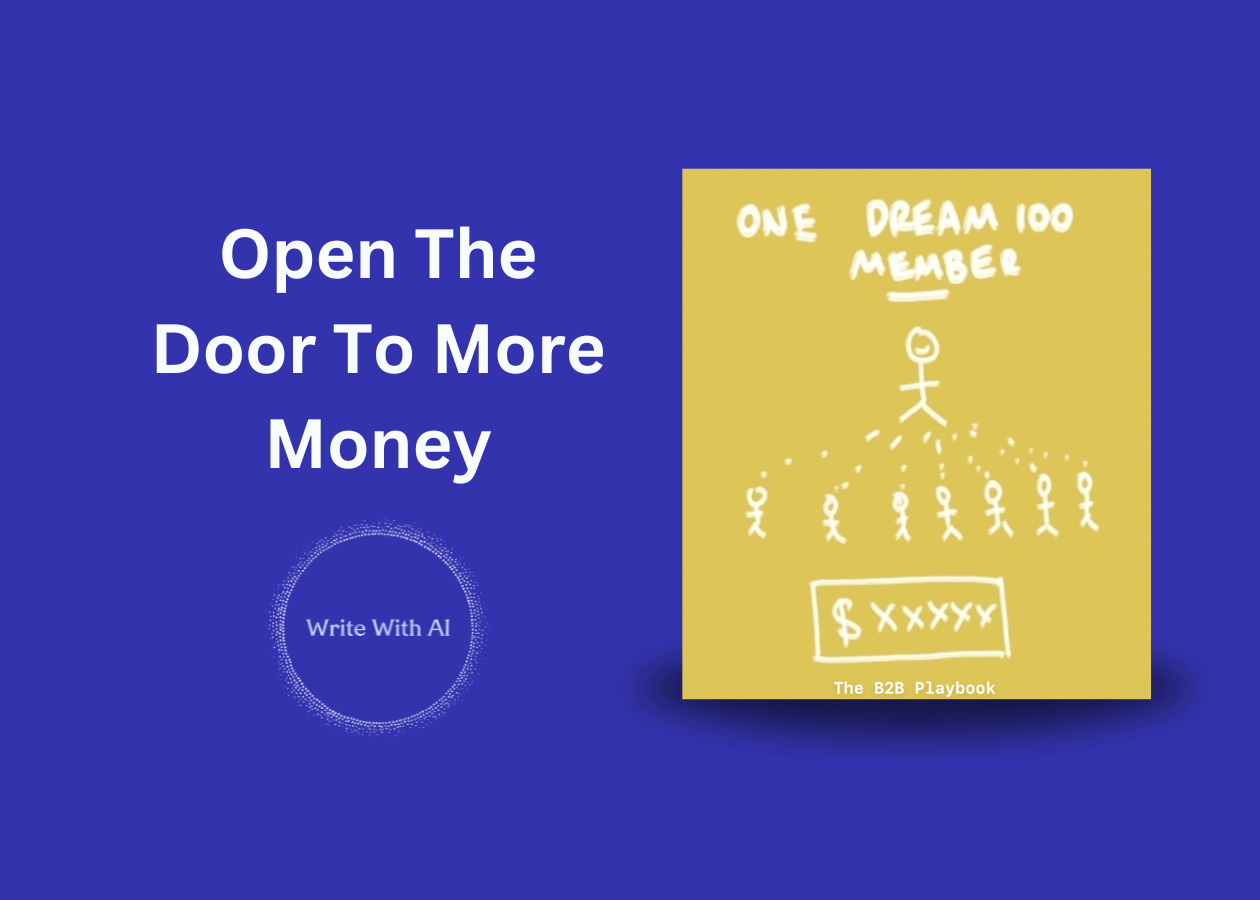 Open The
Door To More
Money
Write With AI
ONE DREAM 100
MEMBER
$ XXXXX
The B2B Playbook